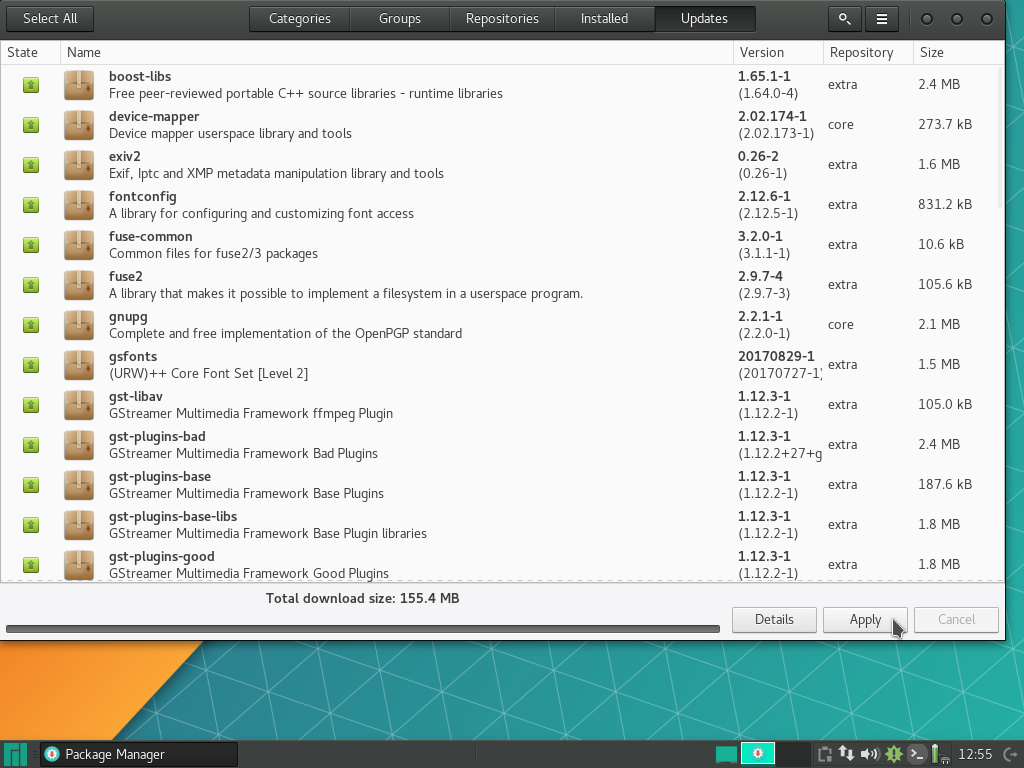 Select All
Categories
Groups
Repositories
Installed
Updates
State Name Version Repository Size
boost-libs 1.65.1-1
Free peer-reviewed portable C++ source libraries - runtime libraries (1.64.0-4) extra 2.4 MB
device-mapper 2.02.174-1
Device mapper userspace library and tools (2.02.173-1) core 273.7 kB
exiv2 0.26-2
Exif, Iptc and XMP metadata manipulation library and tools (0.26-1) extra 1.6 MB
fontconfig 2.12.6-1
A library for configuring and customizing font access (2.12.5-1) extra 831.2 kB
fuse-common 3.2.0-1
Common files for fuse2/3 packages (3.1.1-1) extra 10.6 kB
fuse2 2.9.7-4
A library that makes it possible to implement a filesystem in a userspace program. (2.9.7-3) extra 105.6 kB
gnupg 2.2.1-1
Complete and free implementation of the OpenPGP standard (2.2.0-1) core 2.1 MB
gsfonts 20170829-1
(URW)++ Core Font Set [Level 2] (20170727-1) extra 1.5 MB
gst-libav 1.12.3-1
GStreamer Multimedia Framework ffmpeg Plugin (1.12.2-1) extra 105.0 kB
gst-plugins-bad 1.12.3-1
GStreamer Multimedia Framework Bad Plugins (1.12.2+27+g extra 2.4 MB
gst-plugins-base 1.12.3-1
GStreamer Multimedia Framework Base Plugins (1.12.2-1) extra 187.6 kB
gst-plugins-base-libs 1.12.3-1
GStreamer Multimedia Framework Base Plugin libraries (1.12.2-1) extra 1.8 MB
gst-plugins-good 1.12.3-1
GStreamer Multimedia Framework Good Plugins (1.12.2-1) extra 1.8 MB
Total download size: 155.4 MB
Details
Apply
Cancel
Package Manager
12:55